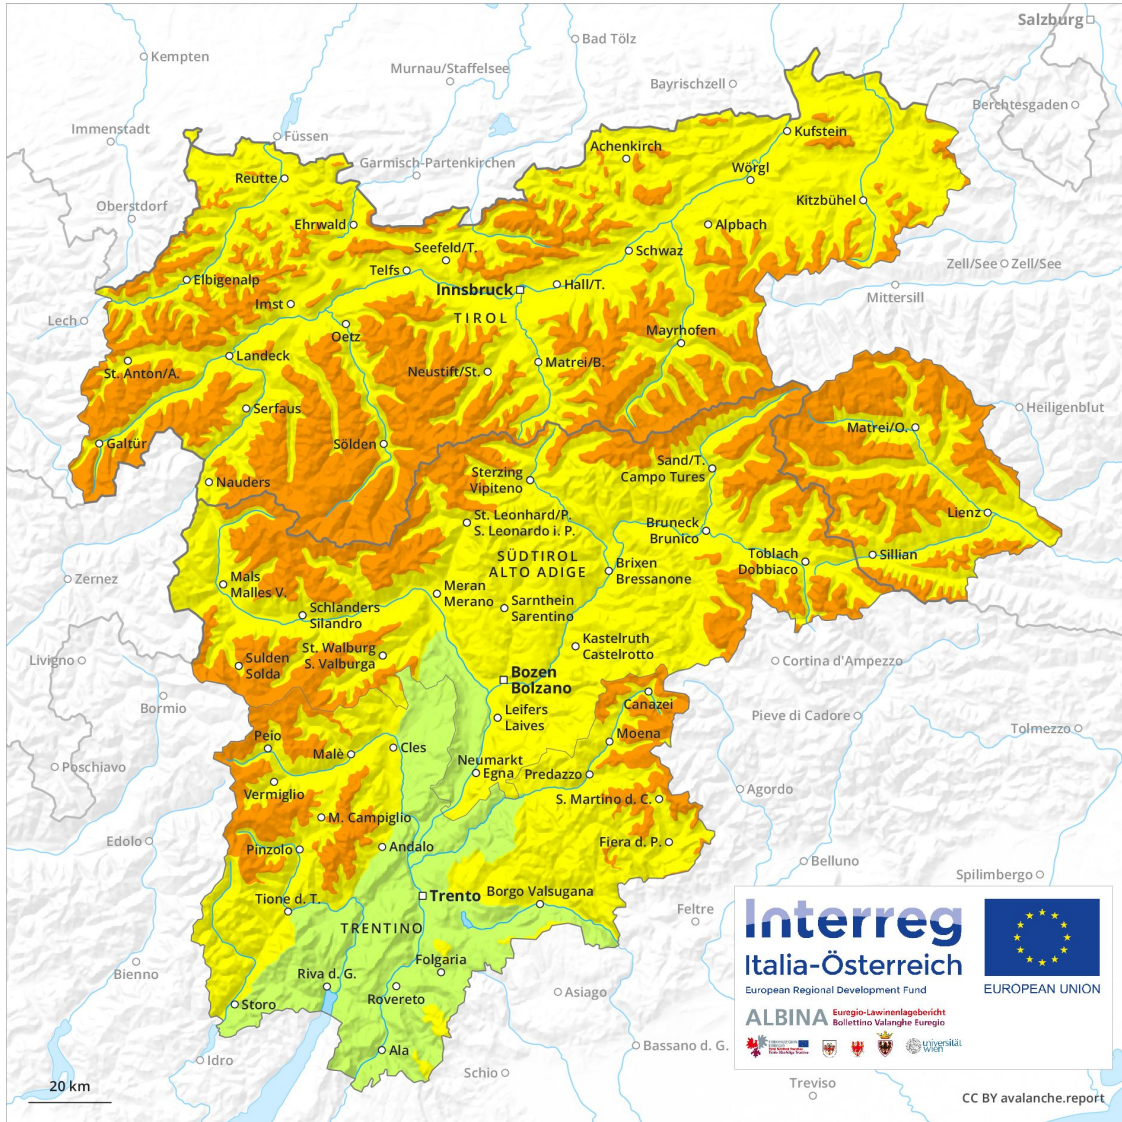 Salzburg
Bad Tölz
Kempten
Murnau/Staffelsee
Bayrischzell
Berchtesgaden
Immenstadt
Füssen
Kufstein
Achenkirch
Garmisch-Partenkirchen
Wörgl
Reutte
Oberstdorf
Kitzbühel
Ehrwald
Alpbach
Seefeld/T.
Schwaz
Zell/See
Zell/See
Telfs
Elbigenalp
Hall/T.
Innsbruck
Mittersill
Imst
TIROL
Lech
Oetz
Mayrhofen
Landeck
Matrei/B.
St. Anton/A.
Neustift/St.
Serfaus
Heiligenblut
Matrei/O.
Galtür
Sölden
Sand/T.
Campo Tures
Sterzing
Vipiteno
Nauders
St. Leonhard/P.
S. Leonardo i. P.
Lienz
Bruneck
Brunico
SÜDTIROL
ALTO ADIGE
Toblach
Dobbiaco
Sillian
Brixen
Bressanone
Zernez
Mals
Malles V.
Meran
Merano
Sarnthein
Sarentino
Schlanders
Silandro
Kastelruth
Castelrotto
St. Walburg
S. Valburga
Livigno
Sulden
Solda
Cortina d'Ampezzo
Bozen
Bolzano
Bormio
Canazei
Leifers
Laives
Pieve di Cadore
Tolmezzo
Peio
Moena
Malè
Cles
Neumarkt
Egna
Predazzo
Poschiavo
Vermiglio
Agordo
S. Martino d. C.
M. Campiglio
Edolo
Pinzolo
Andalo
Fiera d. P.
Belluno
Spilimbergo
Trento
Borgo Valsugana
Tione d. T.
Feltre
TRENTINO
Folgaria
Bienno
Riva d. G.
Rovereto
Asiago
Storo
Ala
Bassano d. G.
Idro
Schio
Treviso
Interreg
Italia-Österreich
European Regional Development Fund
EUROPEAN UNION
ALBINA
Euregio-Lawinenlagebericht
Bollettino Valanghe Euregio
universität
wien
20 km
CC BY avalanche.report